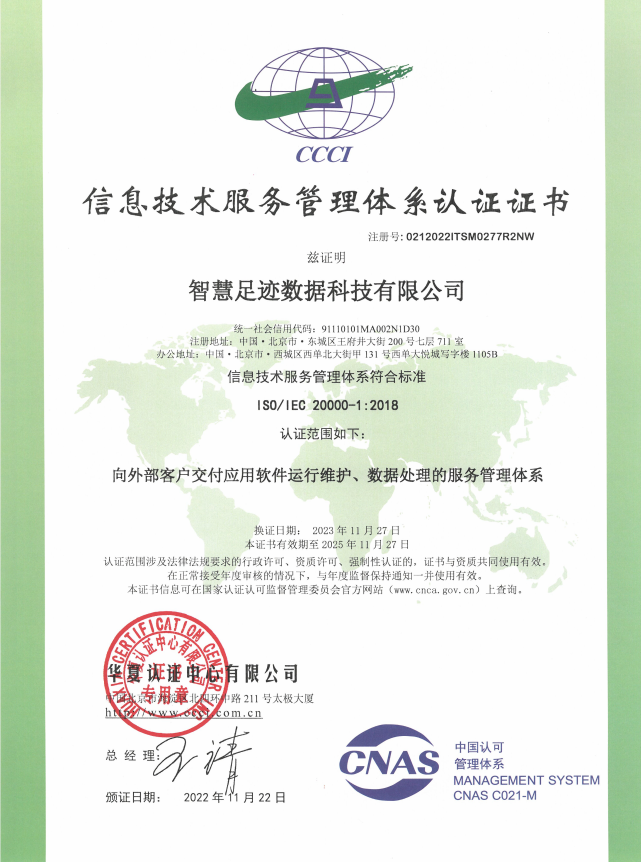 CCCI
信息技术服务管理体系认证证书
注册号: 0212022ITSM0277R2NW
兹证明
智慧足迹数据科技有限公司
统一社会信用代码: 91110101MA002N1D30
注册地址: 中国·北京市·东城区王府井大街 200 号七层 711 室
办公地址: 中国·北京市·西城区西单北大街甲 131 号西单大悦城写字楼 1105B
信息技术服务管理体系符合标准
ISO/IEC 20000-1:2018
认证范围如下:
向外部客户交付应用软件运行维护、数据处理的服务管理体系
换证日期: 2023 年 11 月 27 日
本证书有效期至 2025 年 11 月 27 日
认证范围涉及法律法规要求的行政许可、资质许可、强制性认证的,证书与资质共同使用有效。
在正常接受年度审核的情况下,与年度监督保持通知一并使用有效。
本证书信息可在国家认证认可监督管理委员会官方网站(www.cnca.gov.cn)上查询。
HUAXIA CERTIFICATION CENTER INC
华夏认证中心有限公司
证书
专用章
华夏认证中心有限公司
中国北京市海淀区北四环中路 211 号太极大厦
http://www.ccci.com.cn
总 经 理:
颁证日期: 2022 年 11 月 22 日
CNAS
中国认可
管理体系
MANAGEMENT SYSTEM
CNAS C021-M